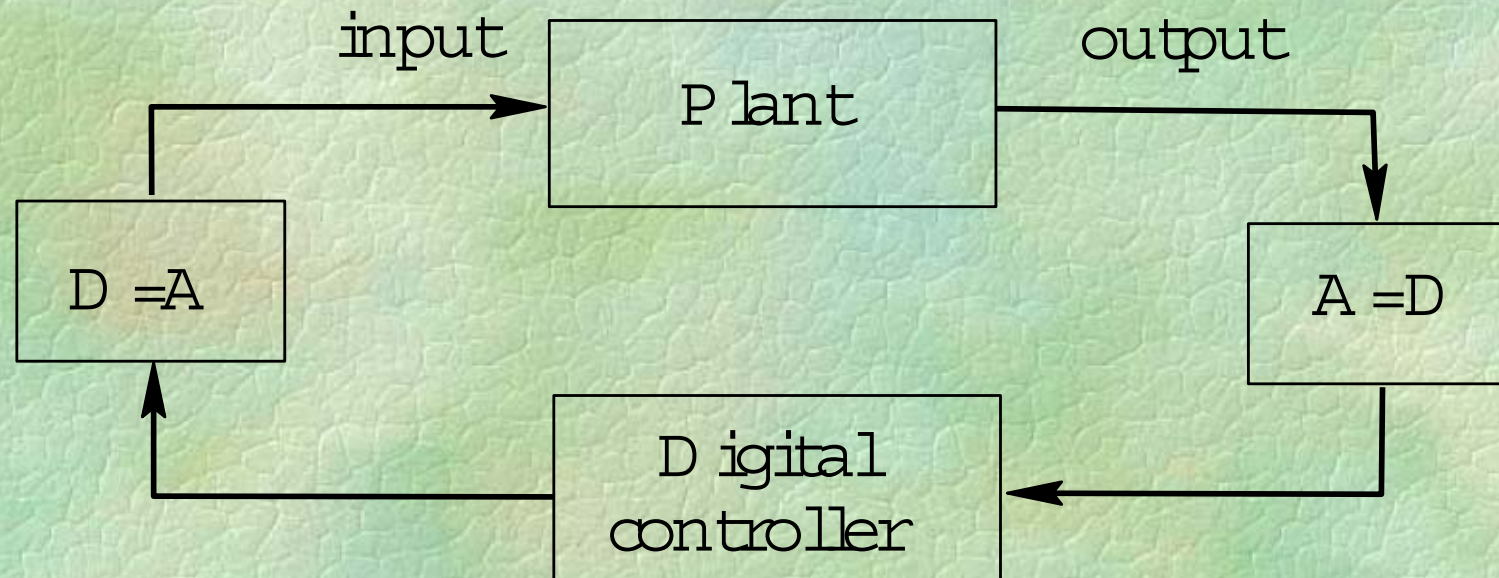 input
Plant
output
D =A
A =D
Digital
controller